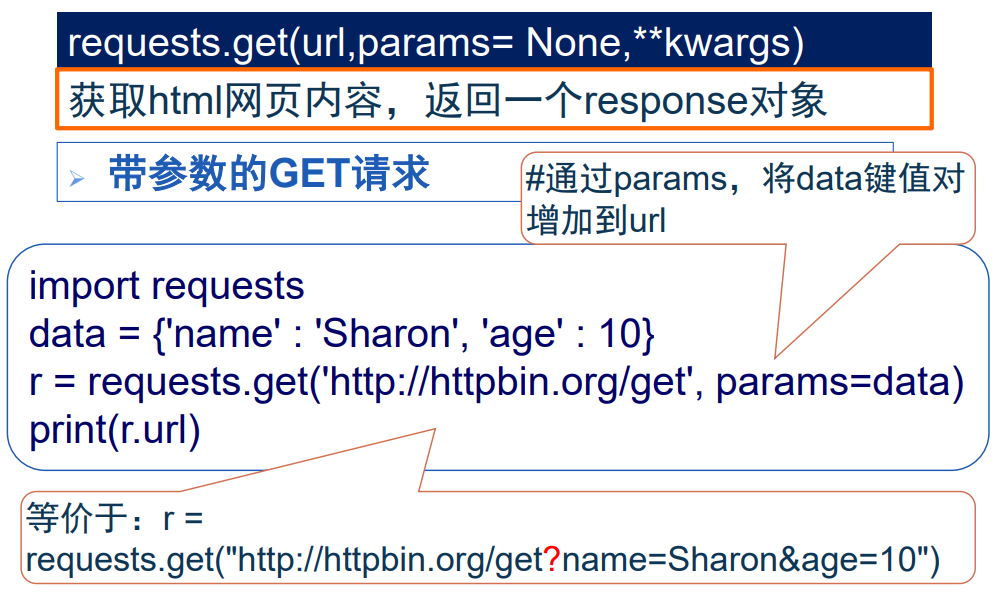 requests.get(url,params= None,**kwargs)
获取html网页内容，返回一个response对象
带参数的GET请求
#通过params，将data键值对
增加到url
import requests
data = {'name' : 'Sharon', 'age' : 10}
r = requests.get('http://httpbin.org/get', params=data)
print(r.url)
等价于：r =
requests.get("http://httpbin.org/get?name=Sharon&age=10")